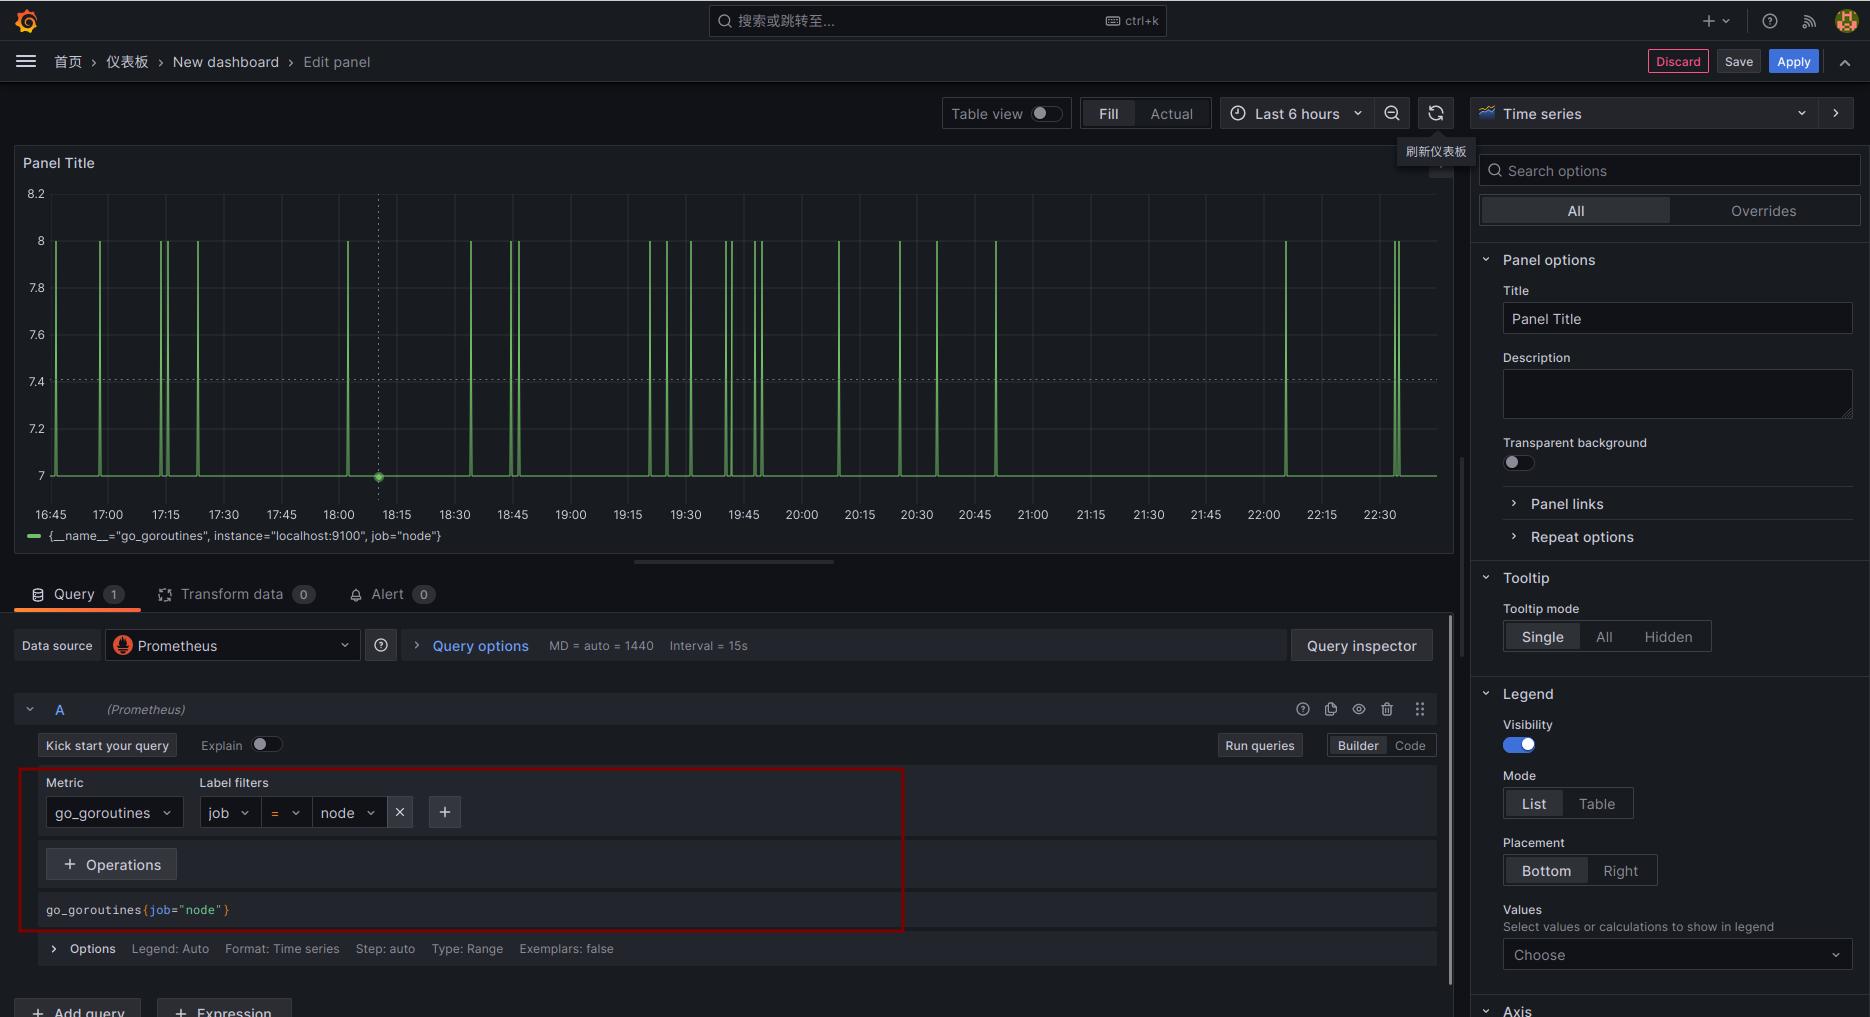 搜索或跳转至...
ctrl+k
首页 › 仪表板 › New dashboard › Edit panel
Discard
Save
Apply
Table view
Fill
Actual
Last 6 hours
Time series
刷新仪表板
Panel Title
8.2
8
7.8
7.6
7.4
7.2
7
16:45 17:00 17:15 17:30 17:45 18:00 18:15 18:30 18:45 19:00 19:15 19:30 19:45 20:00 20:15 20:30 20:45 21:00 21:15 21:30 21:45 22:00 22:15 22:30
{__name__="go_goroutines", instance="localhost:9100", job="node"}
Query 1
Transform data 0
Alert 0
Data source
Prometheus
Query options
MD = auto = 1440
Interval = 15s
Query inspector
A
(Prometheus)
Kick start your query
Explain
Run queries
Builder
Code
Metric
Label filters
go_goroutines
job
=
node
+ Operations
go_goroutines{job="node"}
Options
Legend: Auto
Format: Time series
Step: auto
Type: Range
Exemplars: false
+ Add query
+ Expression
Search options
All
Overrides
Panel options
Title
Panel Title
Description
Transparent background
Panel links
Repeat options
Tooltip
Tooltip mode
Single
All
Hidden
Legend
Visibility
Mode
List
Table
Placement
Bottom
Right
Values
Select values or calculations to show in legend
Choose
Axis